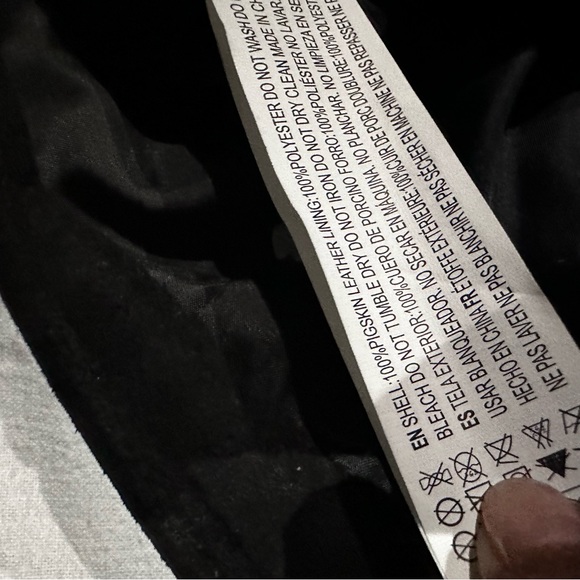 EN SHELL:100%PIGSKIN LEATHER LINING:100%POLYESTER DO NOT WASH DO
BLEACH DO NOT TUMBLE DRY DO NOT IRON DO NOT DRY CLEAN MADE IN CH
ES TELA EXTERIOR:100%CUERO DE PORCINO FORRO:100%POLIÉSTER NO LAVAR.
USAR BLANQUEADOR. NO SECAR EN MAQUINA. NO PLANCHAR. NO LIMPIEZA EN SE
HECHO EN CHINA FR ETOFFE EXTERIEURE:100%CUIR DE PORC DOUBLURE:100%POLYEST
NE PAS LAVER NE PAS BLANCHIR NE PAS SÉCHER EN MACHINE NE PAS REPASSER NE